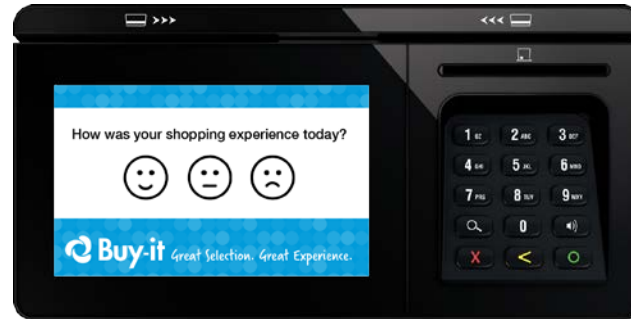 How was your shopping experience today?
Buy-it Great Selection. Great Experience.
1 QZ 2 ABC 3 DEF
4 GHI 5 JKL 6 MNO
7 PRS 8 TUV 9 WXY
0
X < O